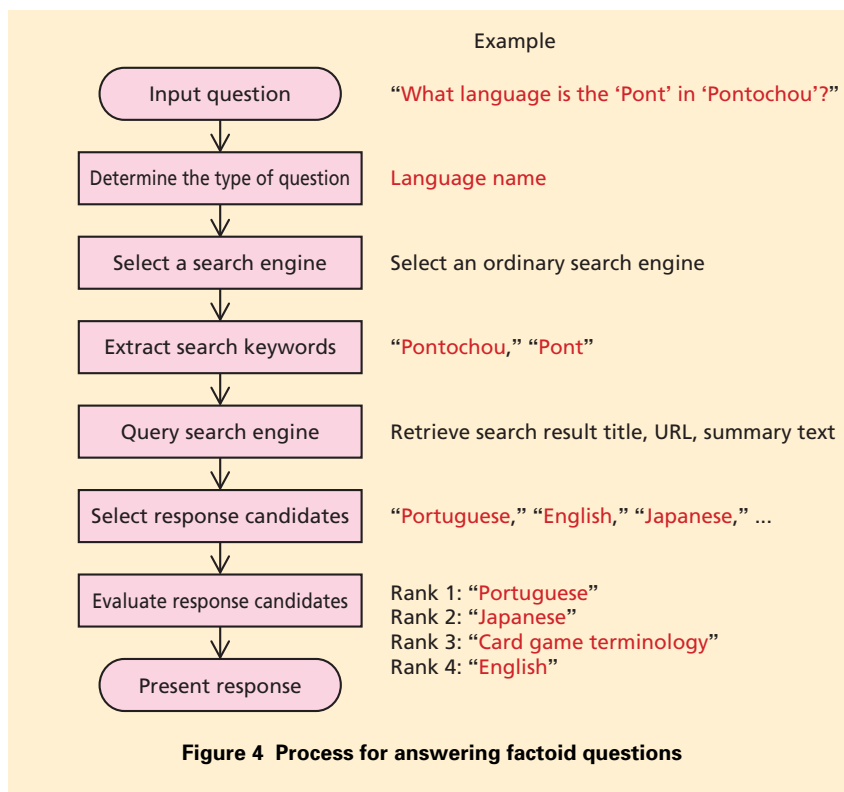 Example
Input question
“What language is the ‘Pont’ in ‘Pontochou’?”
Determine the type of question
Language name
Select a search engine
Select an ordinary search engine
Extract search keywords
“Pontochou,” “Pont”
Query search engine
Retrieve search result title, URL, summary text
Select response candidates
“Portuguese,” “English,” “Japanese,” ...
Evaluate response candidates
Rank 1: “Portuguese”
Rank 2: “Japanese”
Rank 3: “Card game terminology”
Rank 4: “English”
Present response
Figure 4 Process for answering factoid questions